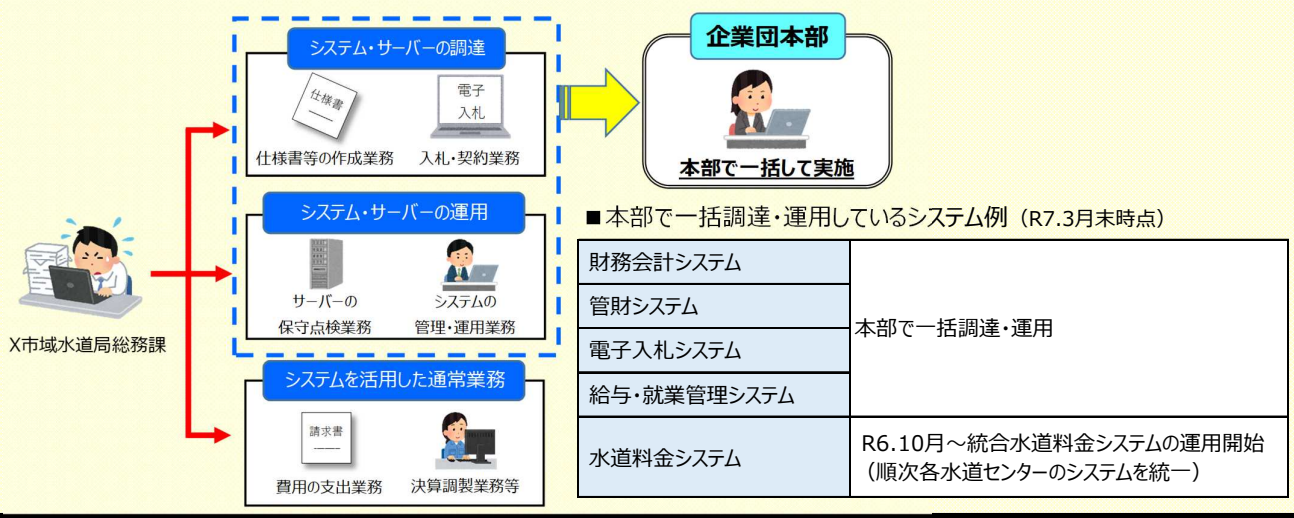 システム・サーバーの調達
仕様書
電子
入札
仕様書等の作成業務
入札・契約業務
企業団本部
本部で一括して実施
システム・サーバーの運用
サーバーの
保守点検業務
システムの
管理・運用業務
X市域水道局総務課
システムを活用した通常業務
請求書
費用の支出業務
決算調製業務等
■本部で一括調達・運用しているシステム例（R7.3月末時点）
財務会計システム
管財システム
電子入札システム
給与・就業管理システム
本部で一括調達・運用
水道料金システム
R6.10月～統合水道料金システムの運用開始
（順次各水道センターのシステムを統一）